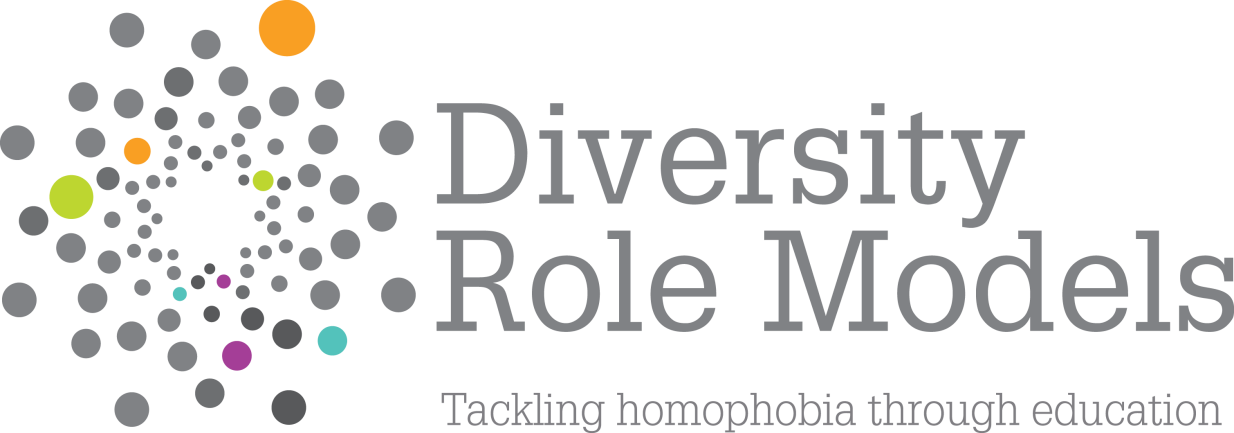 Diversity
Role Models
Tackling homophobia through education